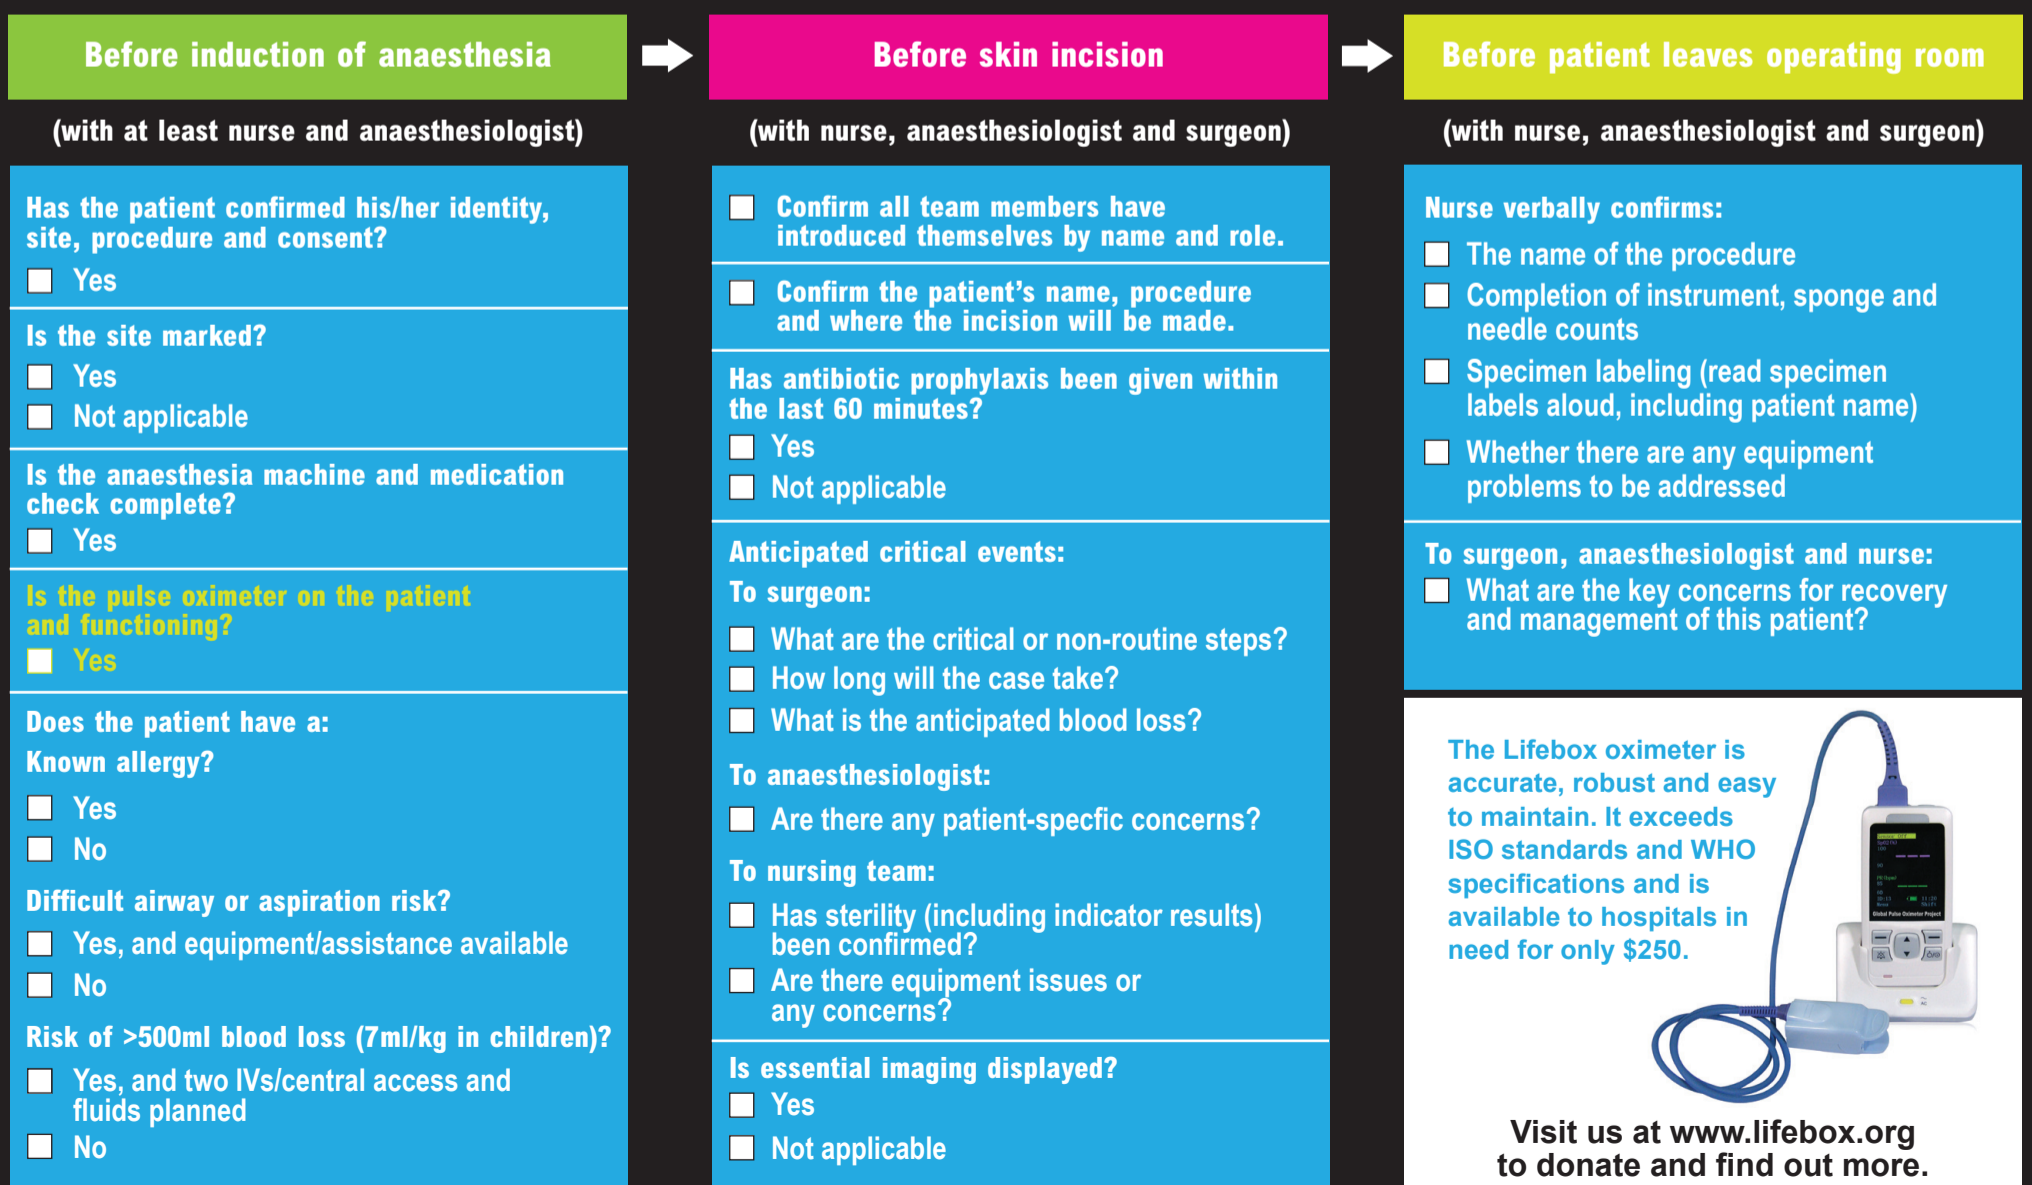 Before induction of anaesthesia
(with at least nurse and anaesthesiologist)
Has the patient confirmed his/her identity,
site, procedure and consent?
Yes
Is the site marked?
Yes
Not applicable
Is the anaesthesia machine and medication
check complete?
Yes
Is the pulse oximeter on the patient
and functioning?
Yes
Does the patient have a:
Known allergy?
Yes
No
Difficult airway or aspiration risk?
Yes, and equipment/assistance available
No
Risk of >500ml blood loss (7ml/kg in children)?
Yes, and two IVs/central access and
fluids planned
No
Before skin incision
(with nurse, anaesthesiologist and surgeon)
Confirm all team members have
introduced themselves by name and role.
Confirm the patient's name, procedure
and where the incision will be made.
Has antibiotic prophylaxis been given within
the last 60 minutes?
Yes
Not applicable
Anticipated critical events:
To surgeon:
What are the critical or non-routine steps?
How long will the case take?
What is the anticipated blood loss?
To anaesthesiologist:
Are there any patient-specfic concerns?
To nursing team:
Has sterility (including indicator results)
been confirmed?
Are there equipment issues or
any concerns?
Is essential imaging displayed?
Yes
Not applicable
Before patient leaves operating room
(with nurse, anaesthesiologist and surgeon)
Nurse verbally confirms:
The name of the procedure
Completion of instrument, sponge and
needle counts
Specimen labeling (read specimen
labels aloud, including patient name)
Whether there are any equipment
problems to be addressed
To surgeon, anaesthesiologist and nurse:
What are the key concerns for recovery
and management of this patient?
The Lifebox oximeter is
accurate, robust and easy
to maintain. It exceeds
ISO standards and WHO
specifications and is
available to hospitals in
need for only $250.
Global Pulse Oximeter Project
Visit us at www.lifebox.org
to donate and find out more.